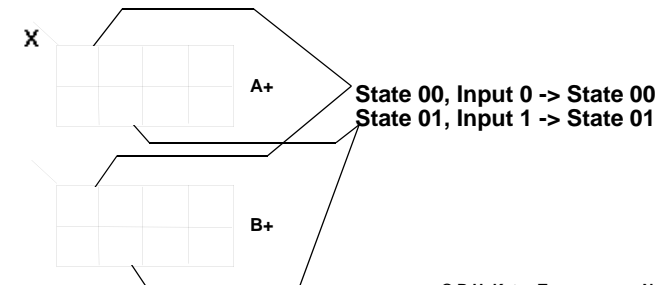 X
A+
State 00, Input 0 -> State 00
State 01, Input 1 -> State 01
B+